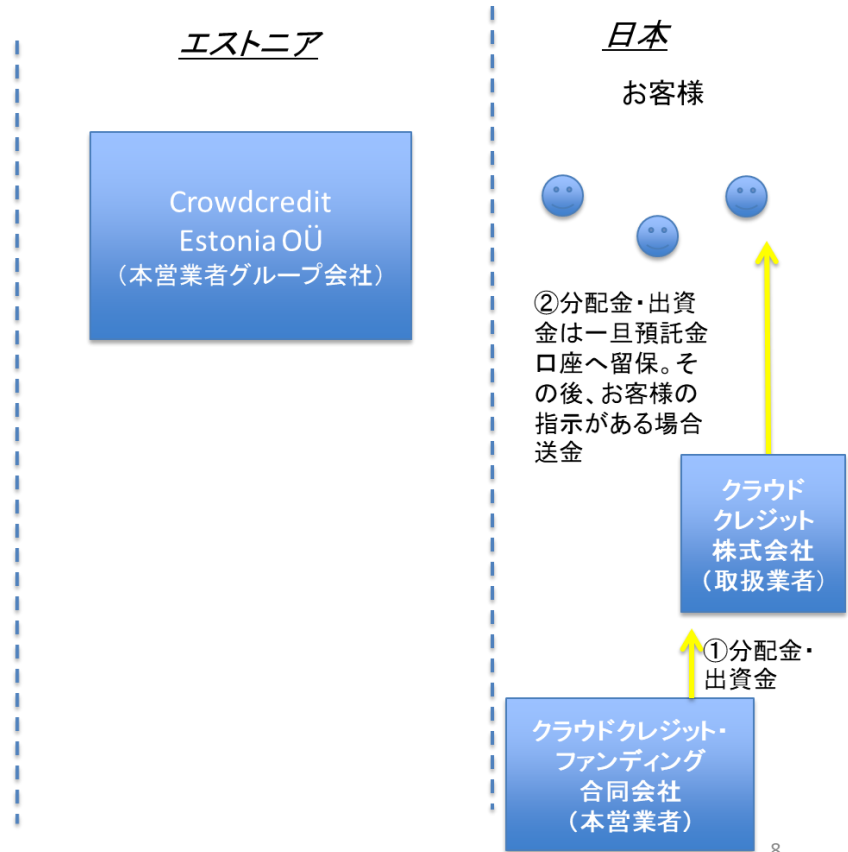 エストニア
日本
お客様
Crowdcredit
Estonia OÜ
（本営業者グループ会社）
②分配金・出資
金は一旦預託金
口座へ留保。そ
の後、お客様の
指示がある場合
送金
クラウド
クレジット
株式会社
（取扱業者）
①分配金・
出資金
クラウドクレジット・
ファンディング
合同会社
（本営業者）
8